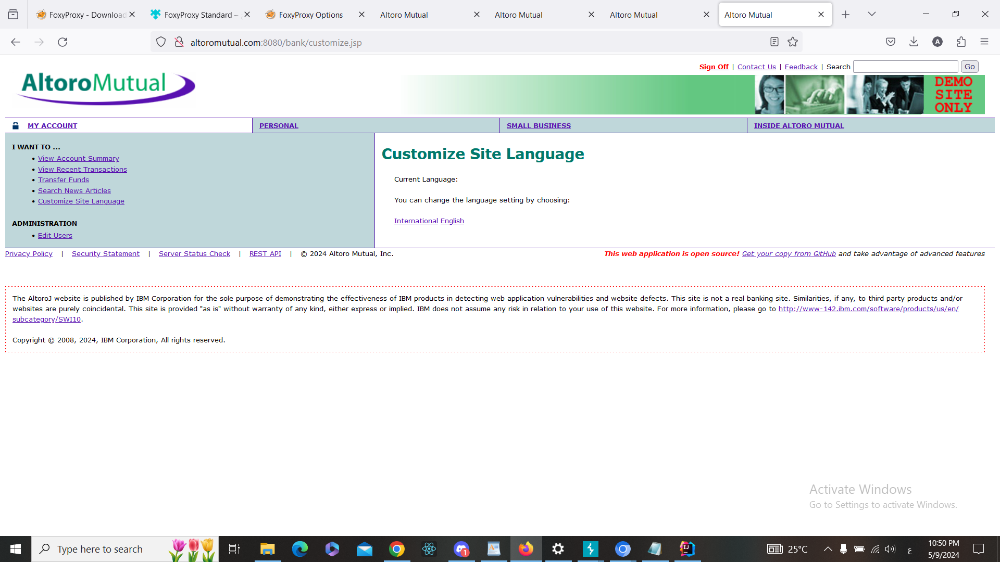 FoxyProxy - Download
FoxyProxy Standard –
FoxyProxy Options
Altoro Mutual
Altoro Mutual
Altoro Mutual
Altoro Mutual
altoromutual.com:8080/bank/customize.jsp
A
Sign Off | Contact Us | Feedback | Search Go
AltoroMutual
DEMO
SITE
ONLY
MY ACCOUNT PERSONAL SMALL BUSINESS INSIDE ALTORO MUTUAL
I WANT TO ...
• View Account Summary
• View Recent Transactions
• Transfer Funds
• Search News Articles
• Customize Site Language
ADMINISTRATION
• Edit Users
Customize Site Language
Current Language:
You can change the language setting by choosing:
International English
Privacy Policy | Security Statement | Server Status Check | REST API | © 2024 Altoro Mutual, Inc.
This web application is open source! Get your copy from GitHub and take advantage of advanced features
The AltoroJ website is published by IBM Corporation for the sole purpose of demonstrating the effectiveness of IBM products in detecting web application vulnerabilities and website defects. This site is not a real banking site. Similarities, if any, to third party products and/or
websites are purely coincidental. This site is provided "as is" without warranty of any kind, either express or implied. IBM does not assume any risk in relation to your use of this website. For more information, please go to http://www-142.ibm.com/software/products/us/en/
subcategory/SWI10.
Copyright © 2008, 2024, IBM Corporation, All rights reserved.
Activate Windows
Go to Settings to activate Windows.
Type here to search
1
IJ
25°C
ع
10:50 PM
5/9/2024